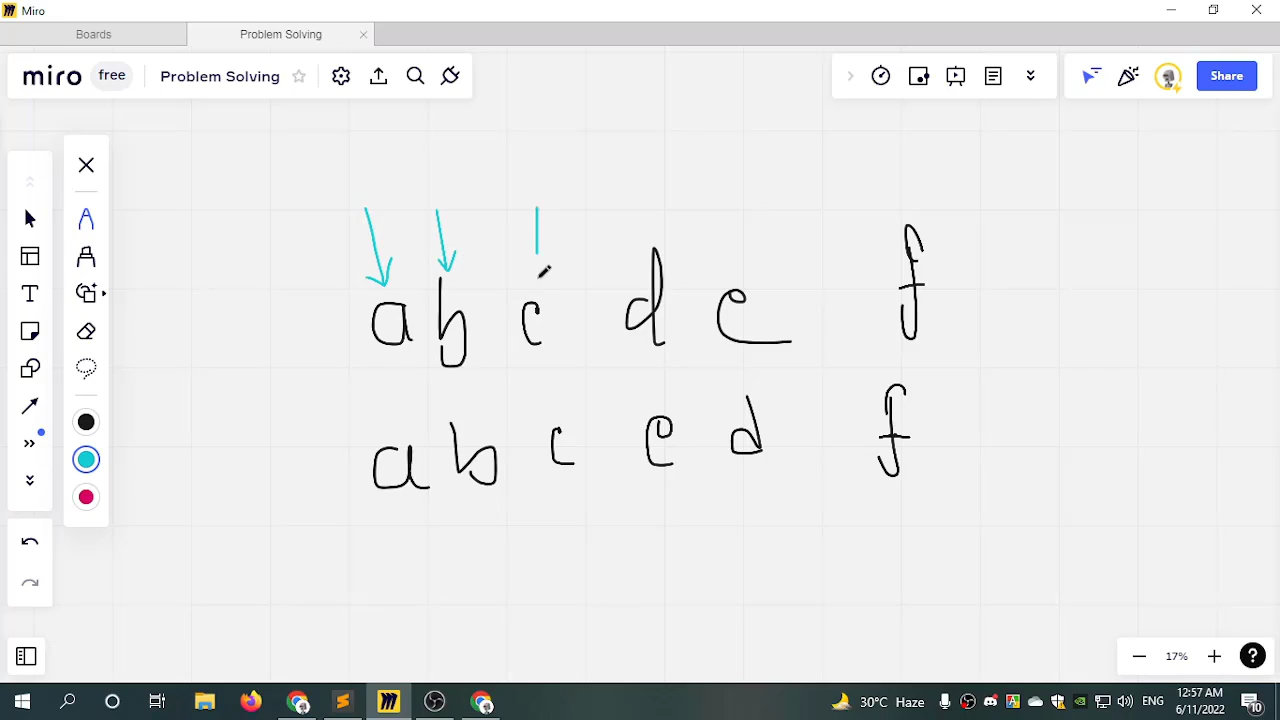 Miro
Boards
Problem Solving
miro free Problem Solving
Share
T
a b c d e f
a b c e d f
17%
?
30°C Haze
ENG
12:57 AM
6/11/2022
10